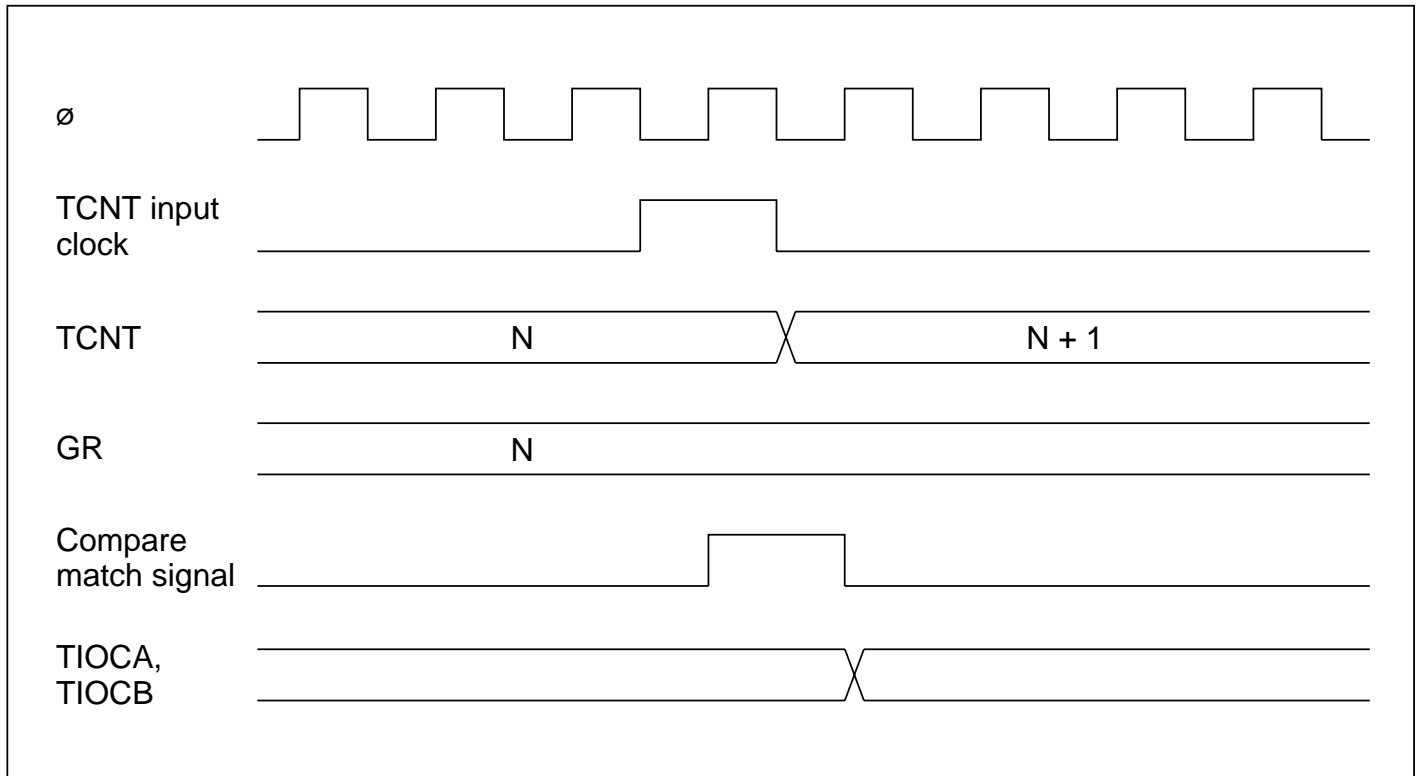 ø
TCNT input
clock
TCNT
N
N + 1
GR
N
Compare
match signal
TIOCA,
TIOCB